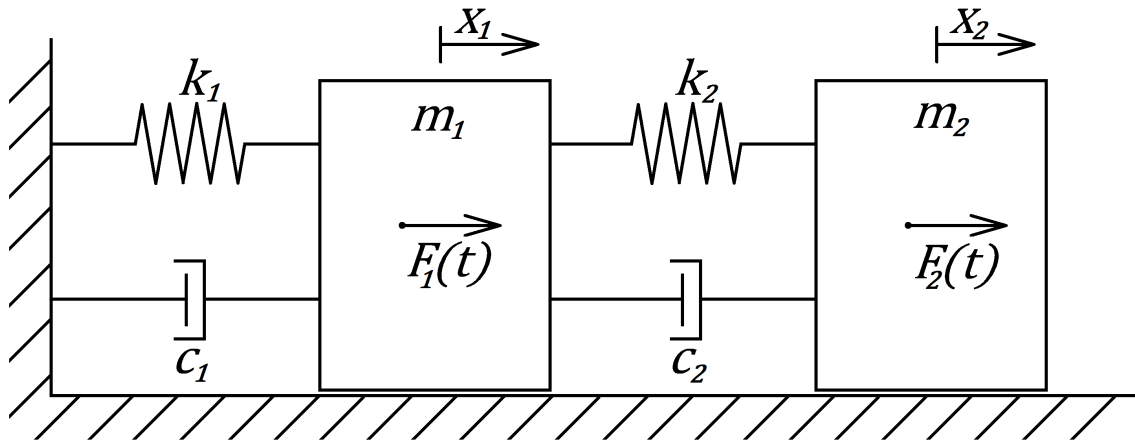 x₁
x₂
k₁
k₂
m₁
m₂
F₁(t)
F₂(t)
c₁
c₂